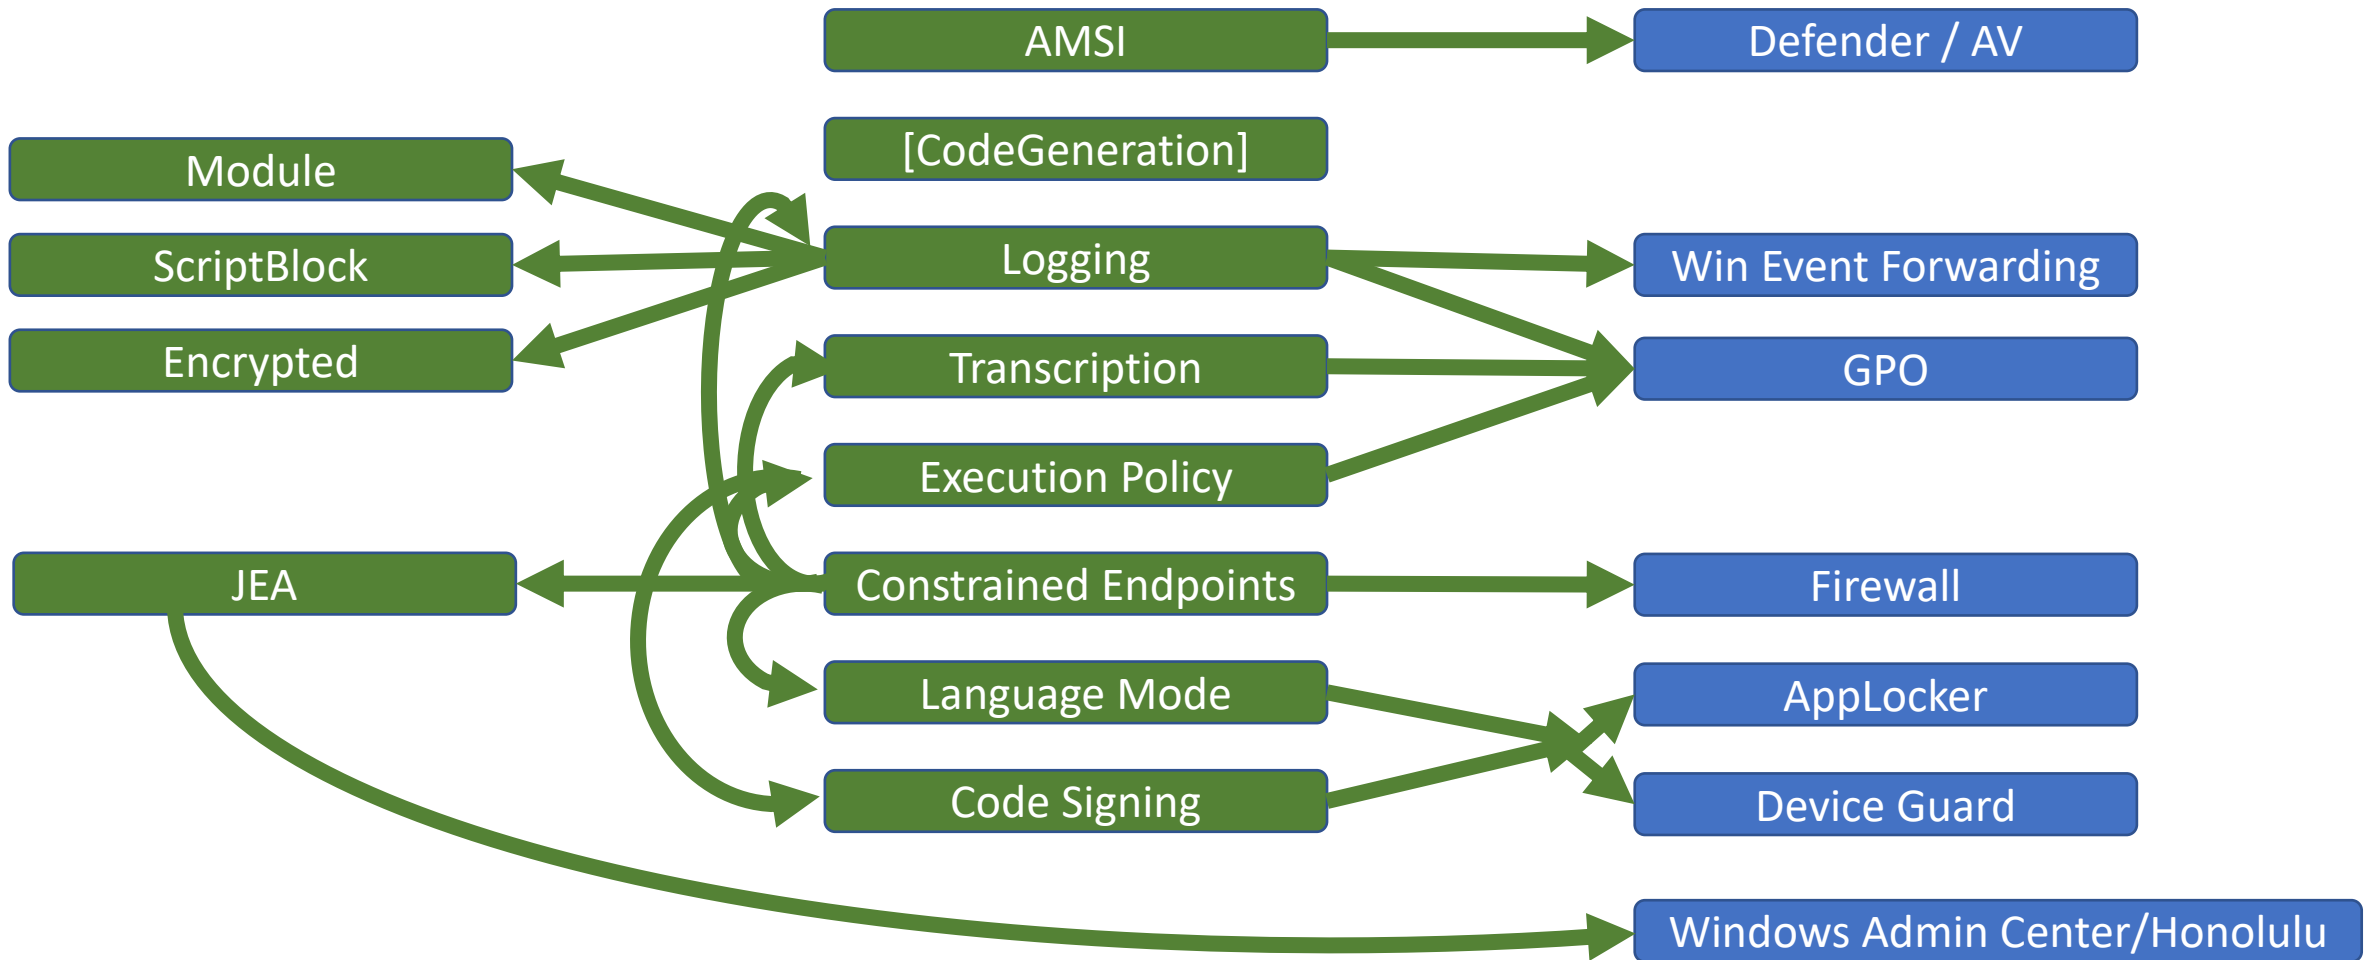 AMSI
Defender / AV
[CodeGeneration]
Module
Logging
ScriptBlock
Win Event Forwarding
Encrypted
Transcription
GPO
Execution Policy
JEA
Constrained Endpoints
Firewall
Language Mode
AppLocker
Code Signing
Device Guard
Windows Admin Center/Honolulu